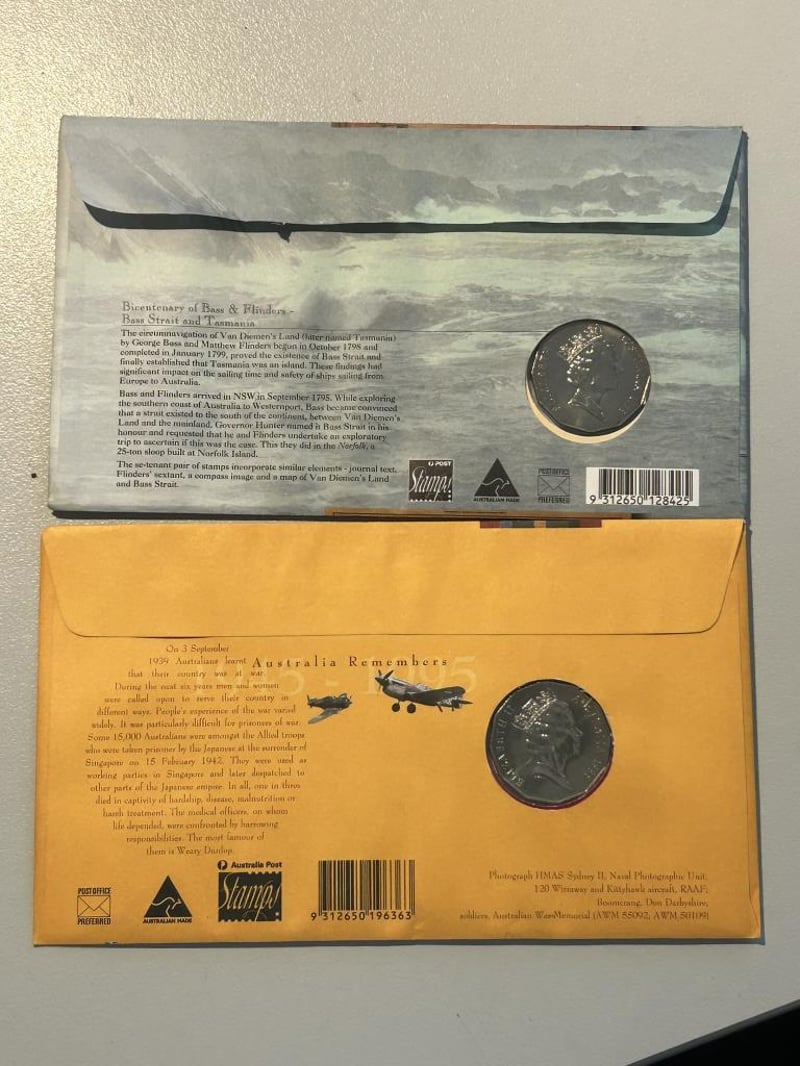 Bicentenary of Bass & Flinders -
Bass Strait and Tasmania
The circumnavigation of Van Diemen's Land (later named Tasmania)
by George Bass and Matthew Flinders begun in October 1798 and
completed in January 1799, proved the existence of Bass Strait and
finally established that Tasmania was an island. These findings had
significant impact on the sailing time and safety of ships sailing from
Europe to Australia.
Bass and Flinders arrived in NSW in September 1795. While exploring
the southern coast of Australia to Westernport, Bass became convinced
that a strait existed to the south of the continent, between Van Diemen's
Land and the mainland. Governor Hunter named it Bass Strait in his
honour and requested that he and Flinders undertake an exploratory
trip to ascertain if this was the case. This they did in the Norfolk, a
25-ton sloop built at Norfolk Island.
The se-tenant pair of stamps incorporate similar elements - journal text,
Flinders' sextant, a compass image and a map of Van Diemen's Land
and Bass Strait.
POST
Stamps!
AUSTRALIAN MADE
POST OFFICE
PREFERRED
9 312650 128425
On 3 September
1939 Australians learnt
that their country was at war.
During the next six years men and women
were called upon to serve their country in
different ways. People's experience of the war varied
widely. It was particularly difficult for prisoners of war.
Some 15,000 Australians were amongst the Allied troops
who were taken prisoner by the Japanese at the surrender of
Singapore on 15 February 1942. They were used as
working parties in Singapore and later despatched to
other parts of the Japanese empire. In all, one in three
died in captivity of hardship, disease, malnutrition or
harsh treatment. The medical officers, on whom
life depended, were confronted by harrowing
responsibilities. The most famous of
them is Weary Dunlop.
Australia Remembers
5 - 1995
ELIZABETH II
POST OFFICE
PREFERRED
AUSTRALIAN MADE
Australia Post
Stamps!
9 312650 196363
Photograph HMAS Sydney II, Naval Photographic Unit;
120 Wirraway and Kittyhawk aircraft, RAAF;
Boomerang, Don Darbyshire,
soldiers, Australian War Memorial (AWM 55092, AWM 50109)